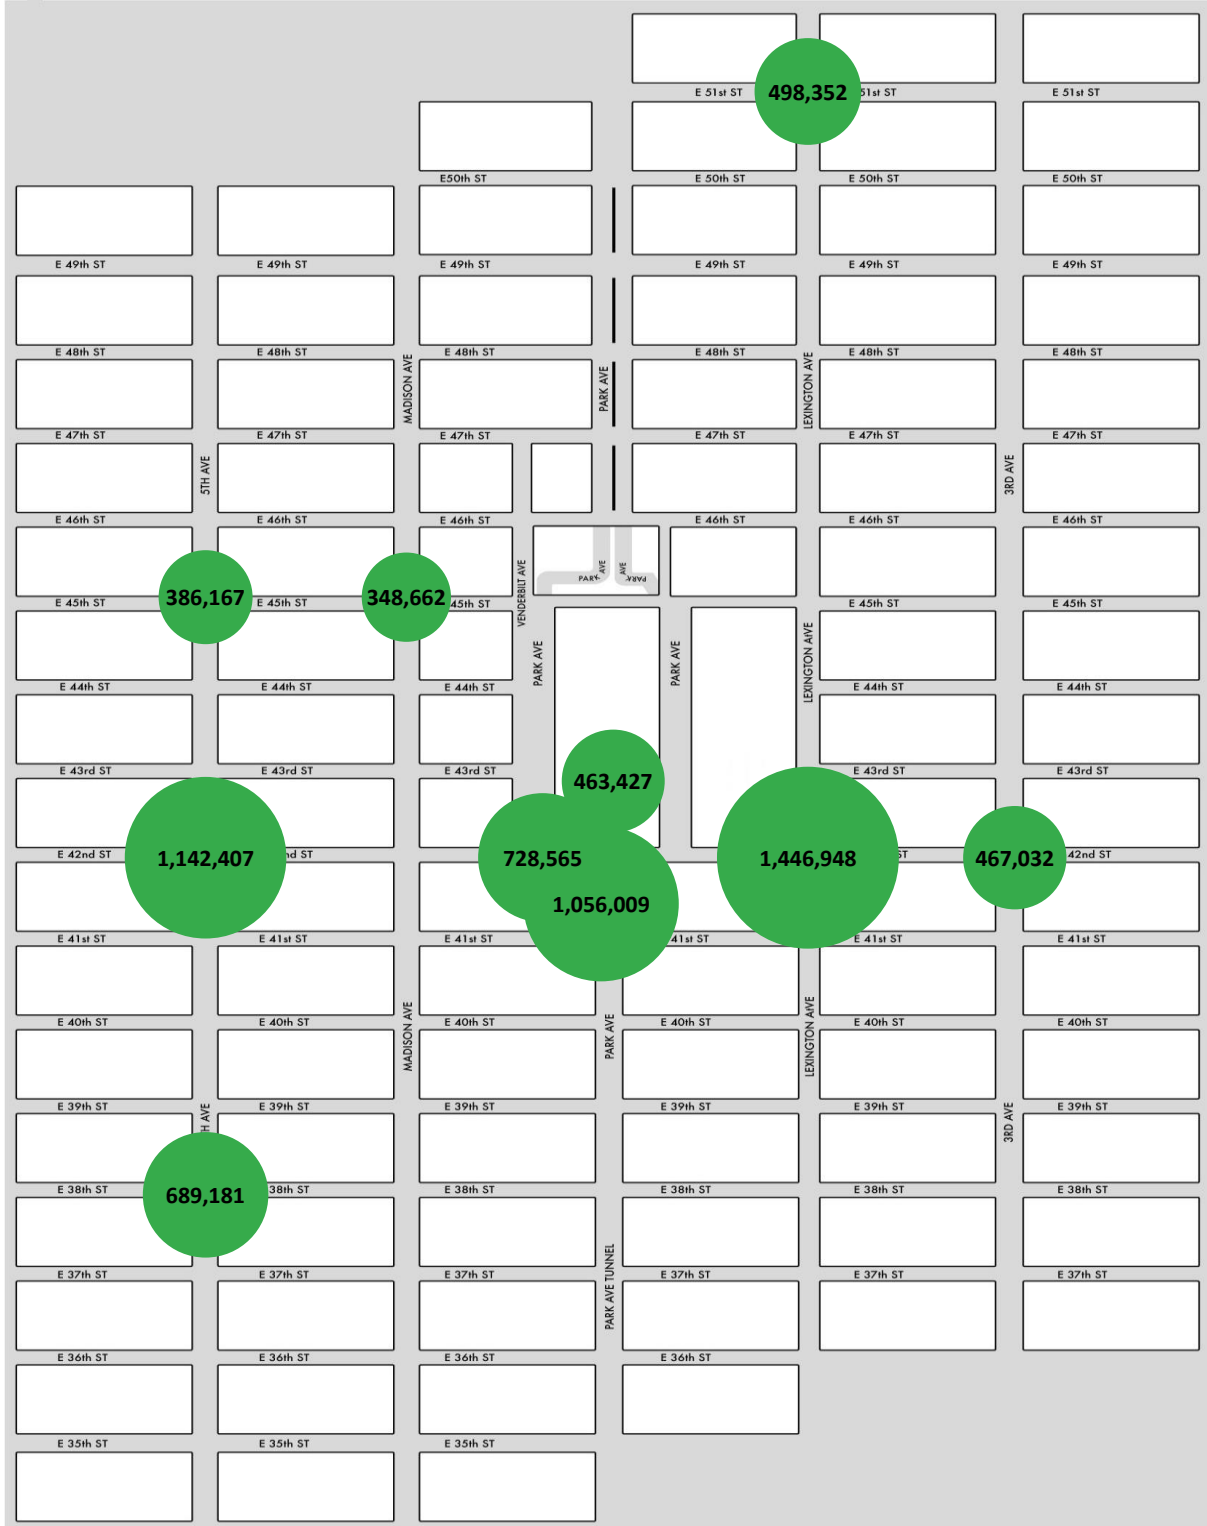 E 51st ST
498,352
51st ST
E 51st ST
E50th ST
E 50th ST
E 50th ST
E 50th ST
E 49th ST
E 49th ST
E 49th ST
E 49th ST
E 49th ST
E 49th ST
E 48th ST
E 48th ST
E 48th ST
E 48th ST
E 48th ST
E 48th ST
MADISON AVE
PARK AVE
LEXINGTON AVE
E 47th ST
E 47th ST
E 47th ST
E 47th ST
E 47th ST
E 47th ST
5TH AVE
3RD AVE
E 46th ST
E 46th ST
E 46th ST
E 46th ST
E 46th ST
E 46th ST
VENDERBILT AVE
PARK AVE
AVE PARK
386,167
E 45th ST
E 45th ST
348,662
45th ST
E 45th ST
E 45th ST
PARK AVE
PARK AVE
LEXINGTON AtVE
E 44th ST
E 44th ST
E 44th ST
E 44th ST
E 44th ST
E 43rd ST
E 43rd ST
E 43rd ST
463,427
E 43rd ST
E 43rd ST
E 42nd ST
1,142,407
nd ST
728,565
1,446,948
ST
467,032
42nd ST
1,056,009
E 41st ST
E 41st ST
41st ST
E 41st ST
E 41st ST
E 40th ST
E 40th ST
MADISON AVE
E 40th ST
PARK AVE
E 40th ST
LEXINGTON AtVE
E 40th ST
E 40th ST
E 39th ST
H AVE
E 39th ST
E 39th ST
E 39th ST
E 39th ST
3RD AVE
E 39th ST
E 38th ST
689,181
38th ST
E 38th ST
E 38th ST
E 38th ST
E 38th ST
E 37th ST
E 37th ST
E 37th ST
PARK AVE TUNNEL
E 37th ST
E 37th ST
E 37th ST
E 36th ST
E 36th ST
E 36th ST
E 36th ST
E 35th ST
E 35th ST
E 35th ST